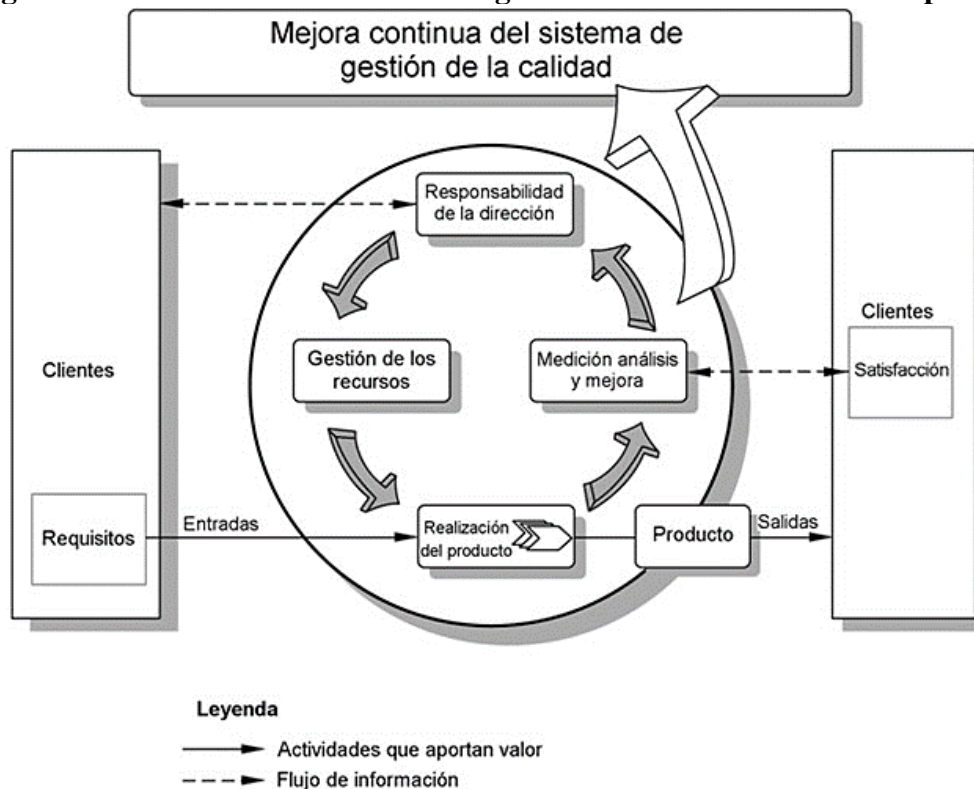 Mejora continua del sistema de
gestión de la calidad
Responsabilidad
de la dirección
Clientes
Gestión de los
recursos
Medición análisis
y mejora
Clientes
Satisfacción
Requisitos
Entradas
Realización
del producto
Producto
Salidas
Leyenda
Actividades que aportan valor
Flujo de información